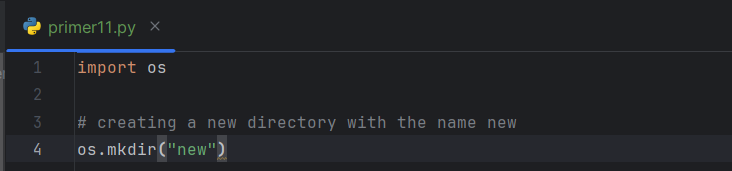 primer11.py
1 import os
2
3 # creating a new directory with the name new
4 os.mkdir("new")